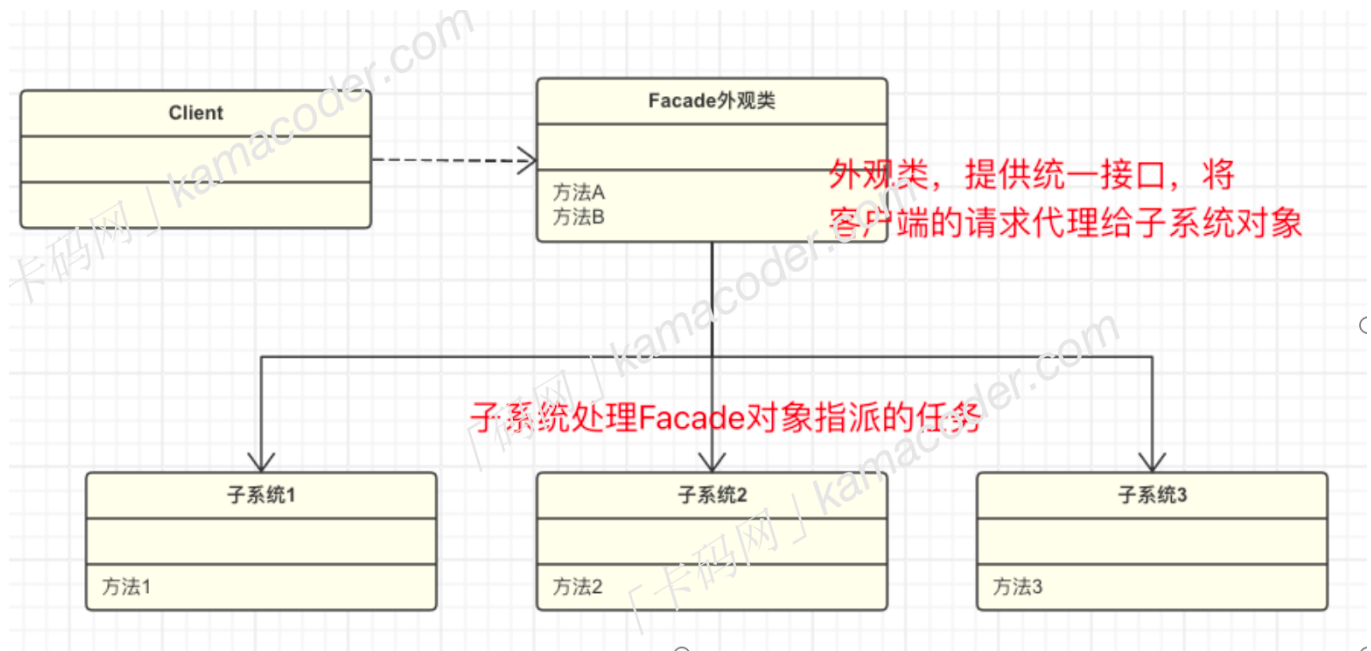 Client
Facade外观类
方法A
方法B
外观类，提供统一接口，将
客户端的请求代理给子系统对象
子系统处理Facade对象指派的任务
子系统1
方法1
子系统2
方法2
子系统3
方法3
卡码网」kamacoder.com
「卡码网」kamacoder.com
「卡码网」kamacoder.com